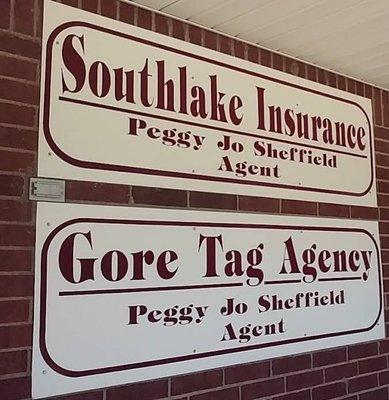 Southlake Insurance
Peggy Jo Sheffield
Agent
Gore Tag Agency
Peggy Jo Sheffield
Agent